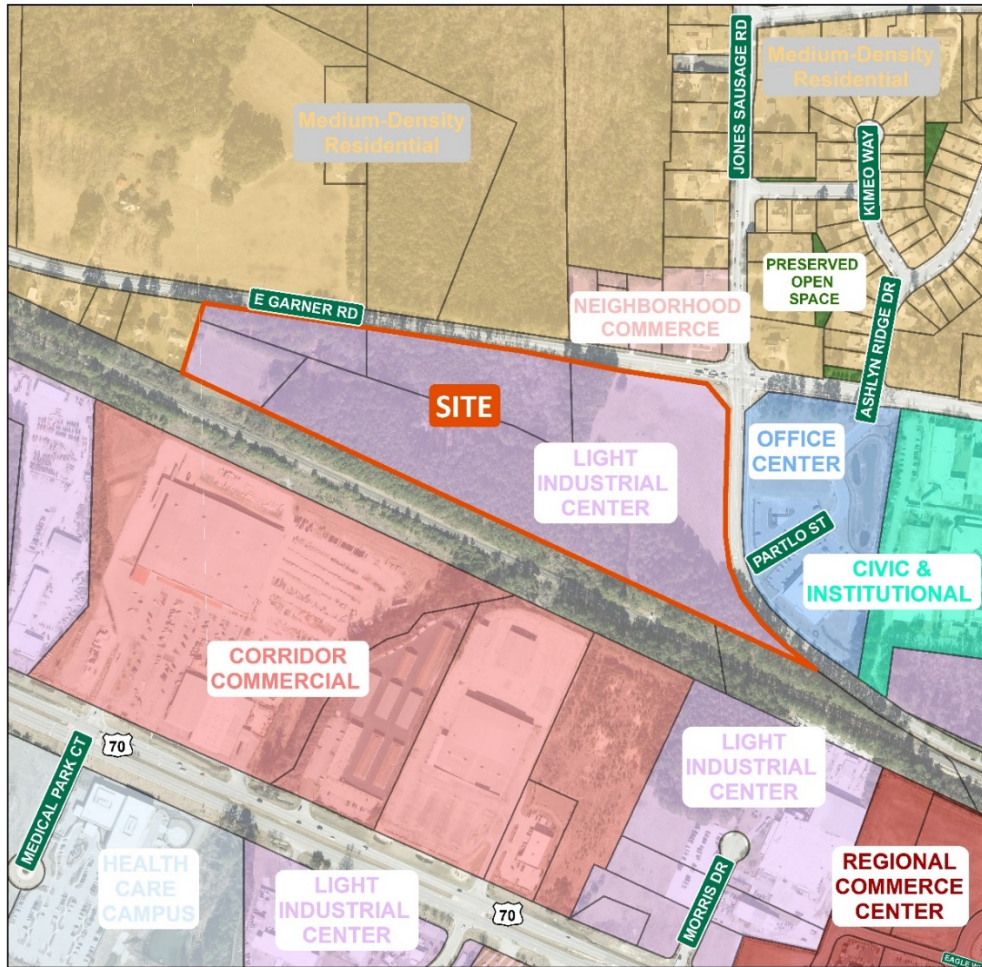 Medium-Density
Residential
JONES SAUSAGE RD
Medium-Density
Residential
KIMEO WAY
PRESERVED
OPEN
SPACE
ASHLYN RIDGE DR
E GARNER RD
NEIGHBORHOOD
COMMERCE
SITE
LIGHT
INDUSTRIAL
CENTER
OFFICE
CENTER
PARTLO ST
CIVIC &
INSTITUTIONAL
CORRIDOR
COMMERCIAL
LIGHT
INDUSTRIAL
CENTER
70
MEDICAL PARK CT
HEALTH
CARE
CAMPUS
LIGHT
INDUSTRIAL
CENTER
70
MORRIS DR
REGIONAL
COMMERCE
CENTER